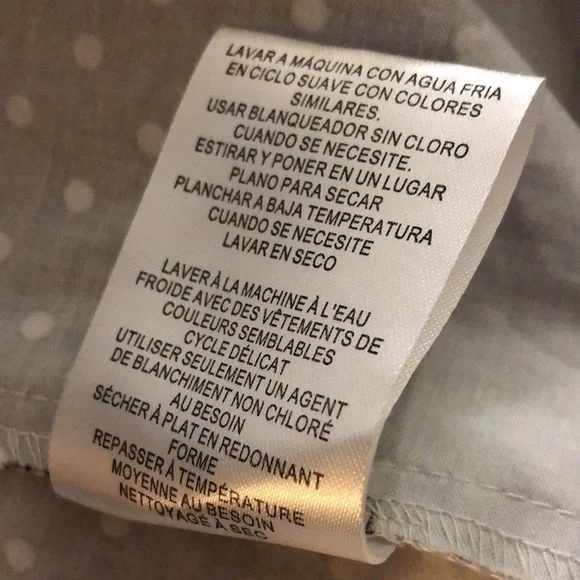 LAVAR A MÁQUINA CON AGUA FRIA
EN CICLO SUAVE CON COLORES
SIMILARES.
USAR BLANQUEADOR SIN CLORO
CUANDO SE NECESITE.
ESTIRAR Y PONER EN UN LUGAR
PLANO PARA SECAR
PLANCHAR A BAJA TEMPERATURA
CUANDO SE NECESITE
LAVAR EN SECO
LAVER À LA MACHINE À L'EAU
FROIDE AVEC DES VÊTEMENTS DE
COULEURS SEMBLABLES
CYCLE DÉLICAT
UTILISER SEULEMENT UN AGENT
DE BLANCHIMENT NON CHLORÉ
AU BESOIN
SÉCHER À PLAT EN REDONNANT
FORME
REPASSER À TEMPÉRATURE
MOYENNE AU BESOIN
NETTOYAGE À SEC